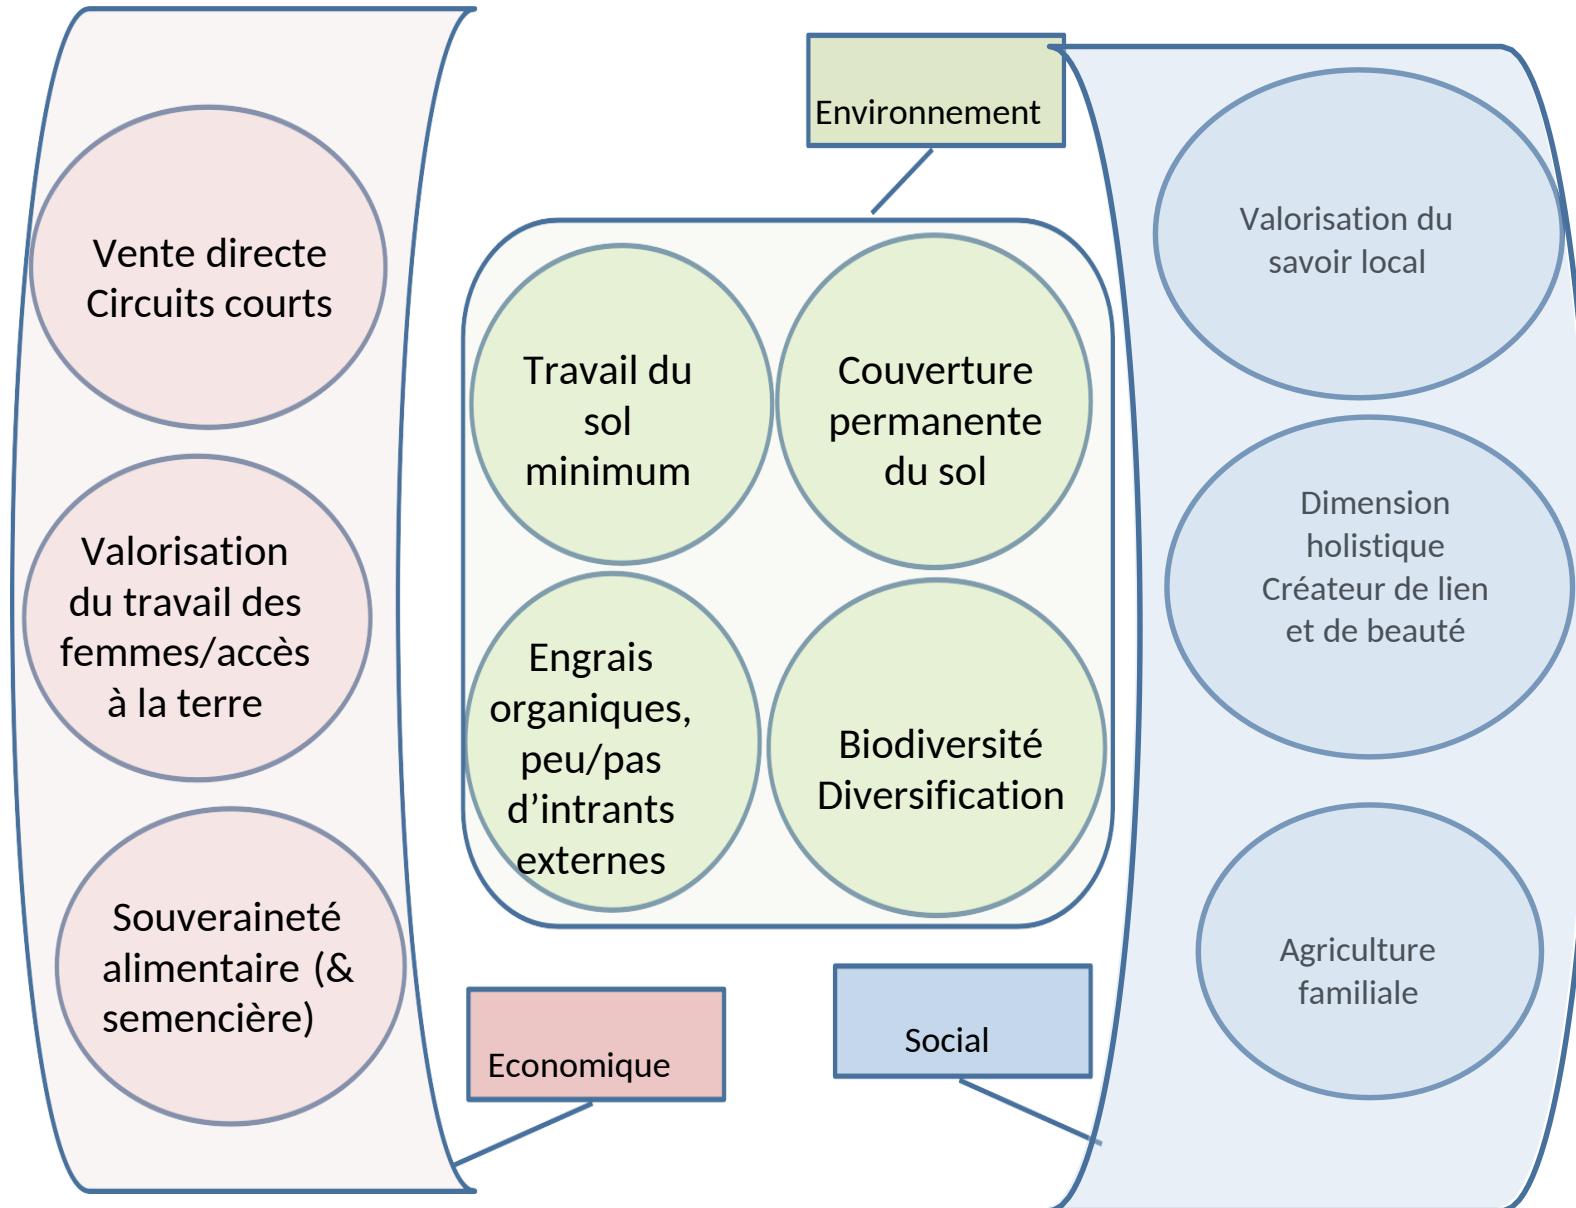 Environnement
Vente directe
Circuits courts
Valorisation
du travail des
femmes/accès
à la terre
Souveraineté
alimentaire (&
semencière)
Travail du
sol
minimum
Couverture
permanente
du sol
Engrais
organiques,
peu/pas
d’intrants
externes
Biodiversité
Diversification
Valorisation du
savoir local
Dimension
holistique
Créateur de lien
et de beauté
Agriculture
familiale
Economique
Social